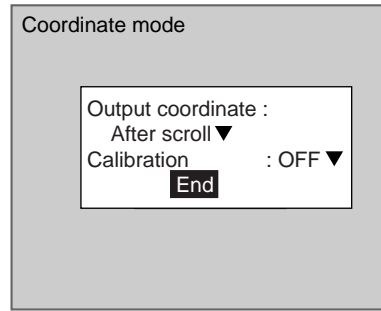 Coordinate mode
Output coordinate :
After scroll▼
Calibration : OFF ▼
End